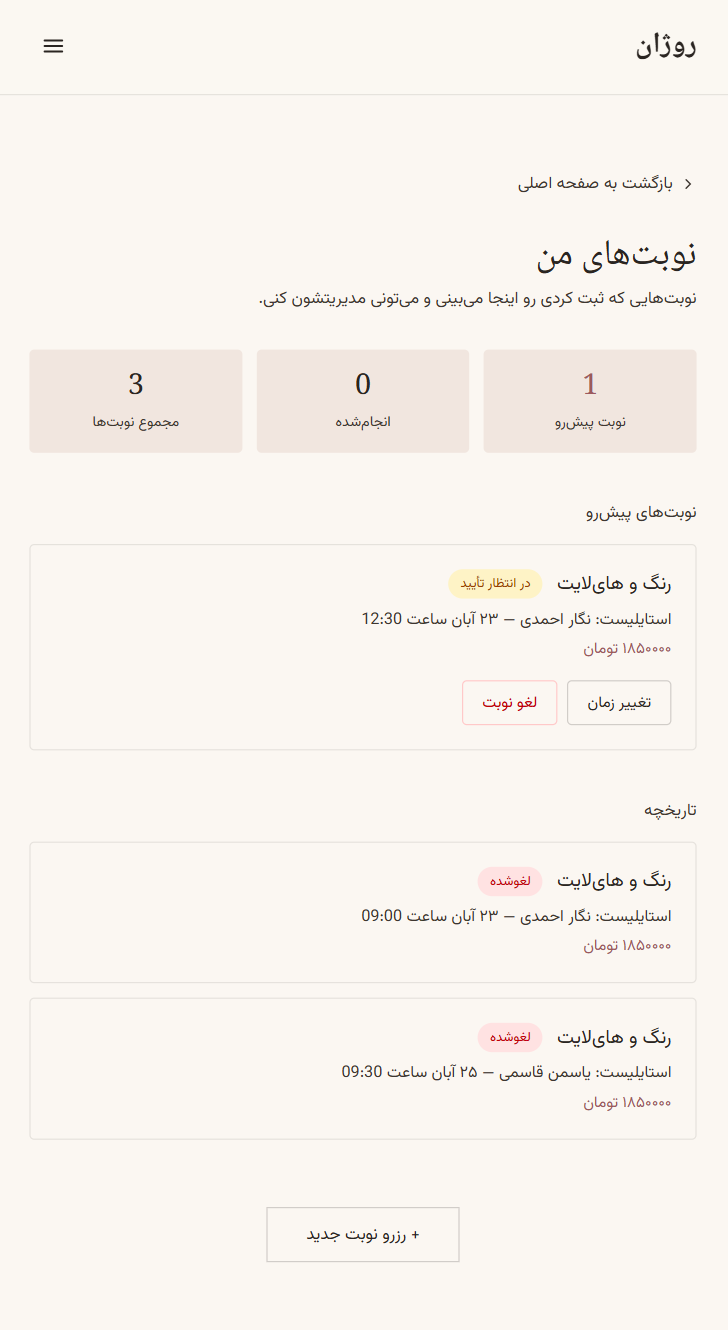 روژان
بازگشت به صفحه اصلی
نوبت‌های من
نوبت‌هایی که ثبت کردی رو اینجا می‌بینی و می‌تونی مدیریتشون کنی.
1
نوبت پیش‌رو
0
انجام‌شده
3
مجموع نوبت‌ها
نوبت‌های پیش‌رو
رنگ و های‌لایت
در انتظار تأیید
استایلیست: نگار احمدی — ۲۳ آبان ساعت 12:30
۱۸۵۰۰۰۰ تومان
تغییر زمان
لغو نوبت
تاریخچه
رنگ و های‌لایت
لغوشده
استایلیست: نگار احمدی — ۲۳ آبان ساعت 09:00
۱۸۵۰۰۰۰ تومان
رنگ و های‌لایت
لغوشده
استایلیست: یاسمن قاسمی — ۲۵ آبان ساعت 09:30
۱۸۵۰۰۰۰ تومان
+ رزرو نوبت جدید